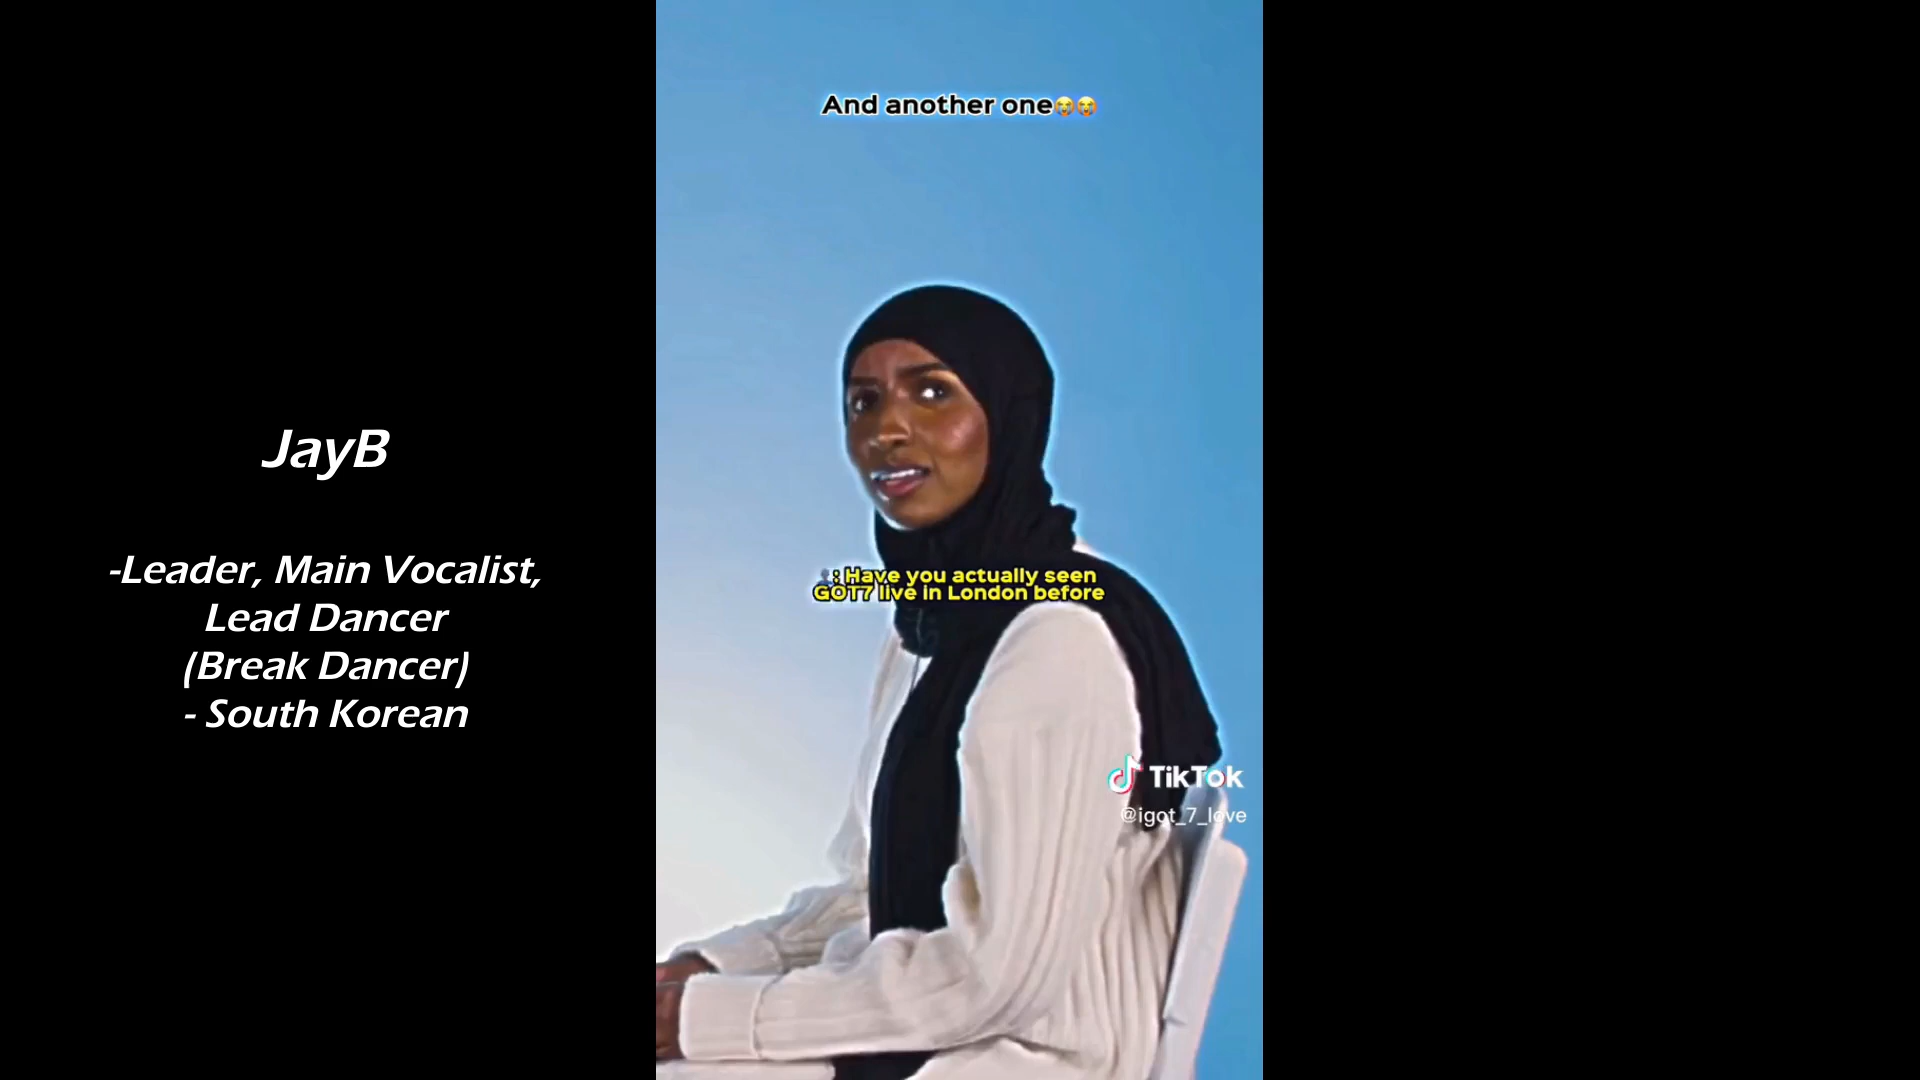 And another one😭😭
JayB
-Leader, Main Vocalist,
Lead Dancer
(Break Dancer)
- South Korean
👤: Have you actually seen
GOT7 live in London before
TikTok
@igot_7_love